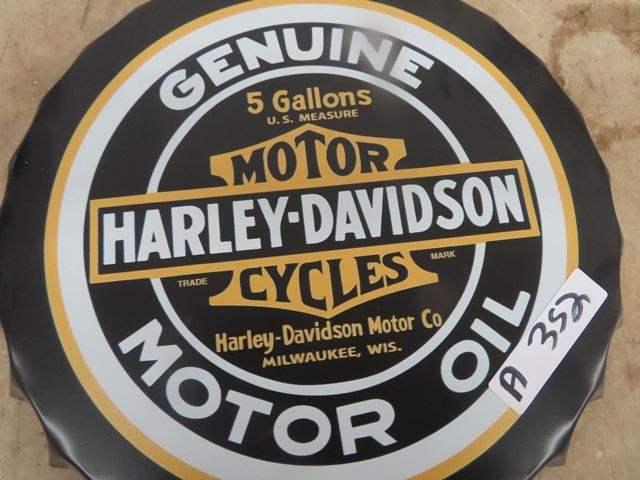 GENUINE
5 Gallons
U.S. MEASURE
MOTOR
HARLEY-DAVIDSON
TRADE MARK
CYCLES
Harley-Davidson Motor Co
MILWAUKEE, WIS.
MOTOR OIL
A 352